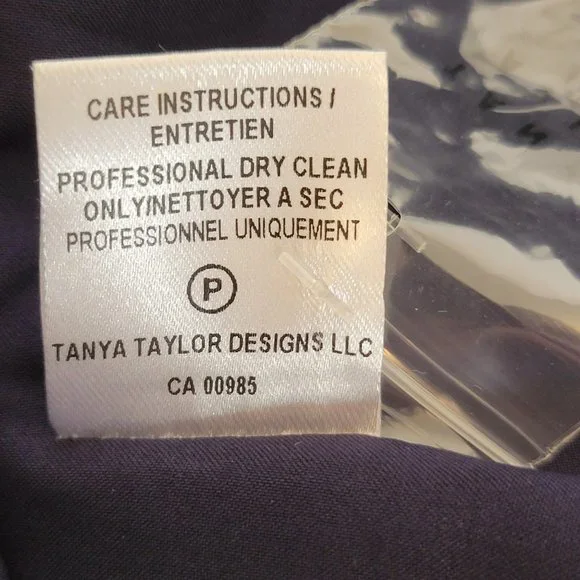 CARE INSTRUCTIONS /
ENTRETIEN
PROFESSIONAL DRY CLEAN
ONLY/NETTOYER A SEC
PROFESSIONNEL UNIQUEMENT
P
TANYA TAYLOR DESIGNS LLC
CA 00985